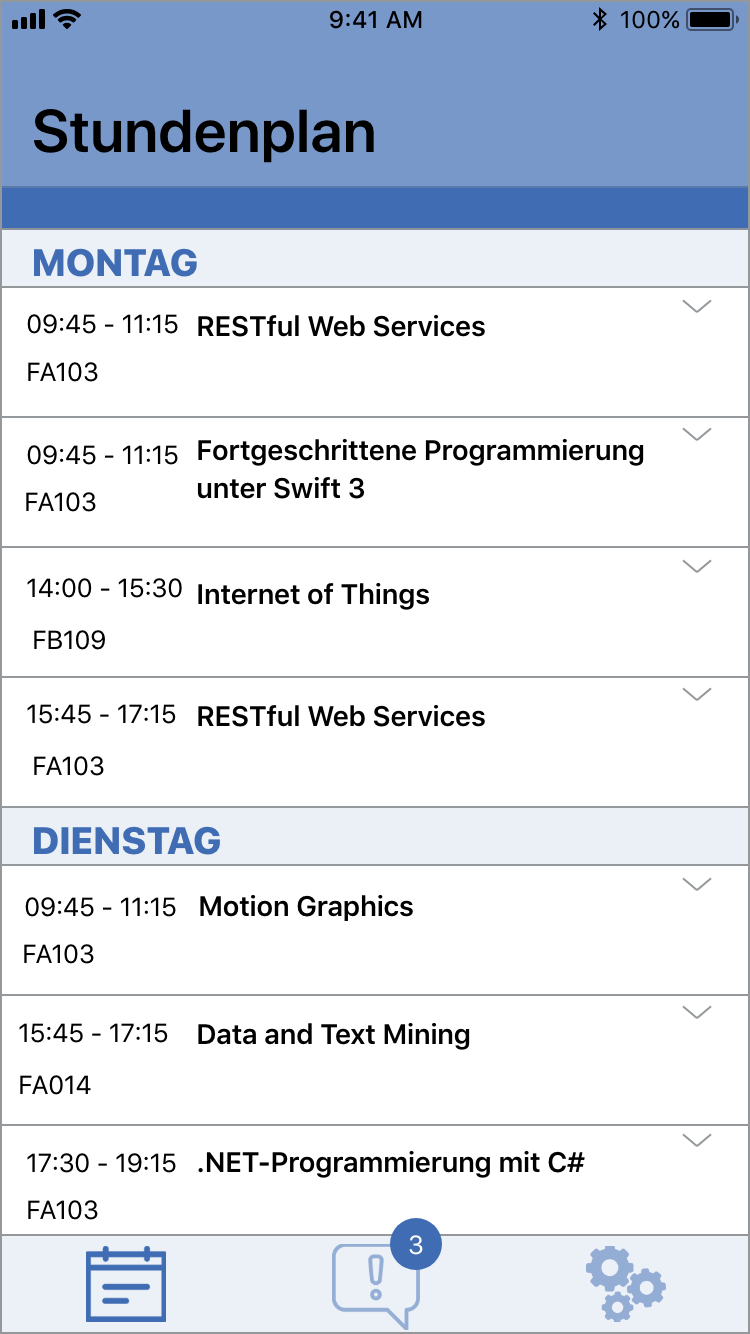 9:41 AM 100%
Stundenplan
MONTAG
09:45 - 11:15 RESTful Web Services
FA103
09:45 - 11:15 Fortgeschrittene Programmierung
unter Swift 3
FA103
14:00 - 15:30 Internet of Things
FB109
15:45 - 17:15 RESTful Web Services
FA103
DIENSTAG
09:45 - 11:15 Motion Graphics
FA103
15:45 - 17:15 Data and Text Mining
FA014
17:30 - 19:15 .NET-Programmierung mit C#
FA103
3